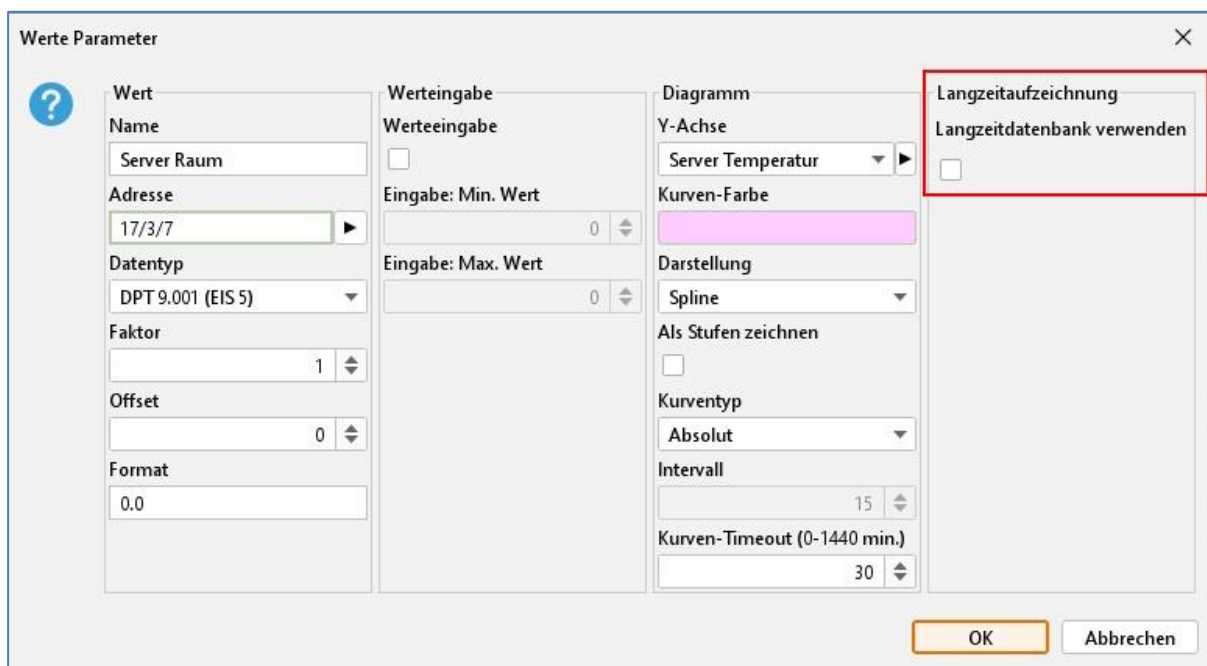 Werte Parameter
Wert
Name
Server Raum
Adresse
17/3/7
Datentyp
DPT 9.001 (EIS 5)
Faktor
1
Offset
0
Format
0.0
Werteingabe
Werteeingabe
Eingabe: Min. Wert
0
Eingabe: Max. Wert
0
Diagramm
Y-Achse
Server Temperatur
Kurven-Farbe
Darstellung
Spline
Als Stufen zeichnen
Kurventyp
Absolut
Intervall
15
Kurven-Timeout (0-1440 min.)
30
Langzeitaufzeichnung
Langzeitdatenbank verwenden
OK
Abbrechen